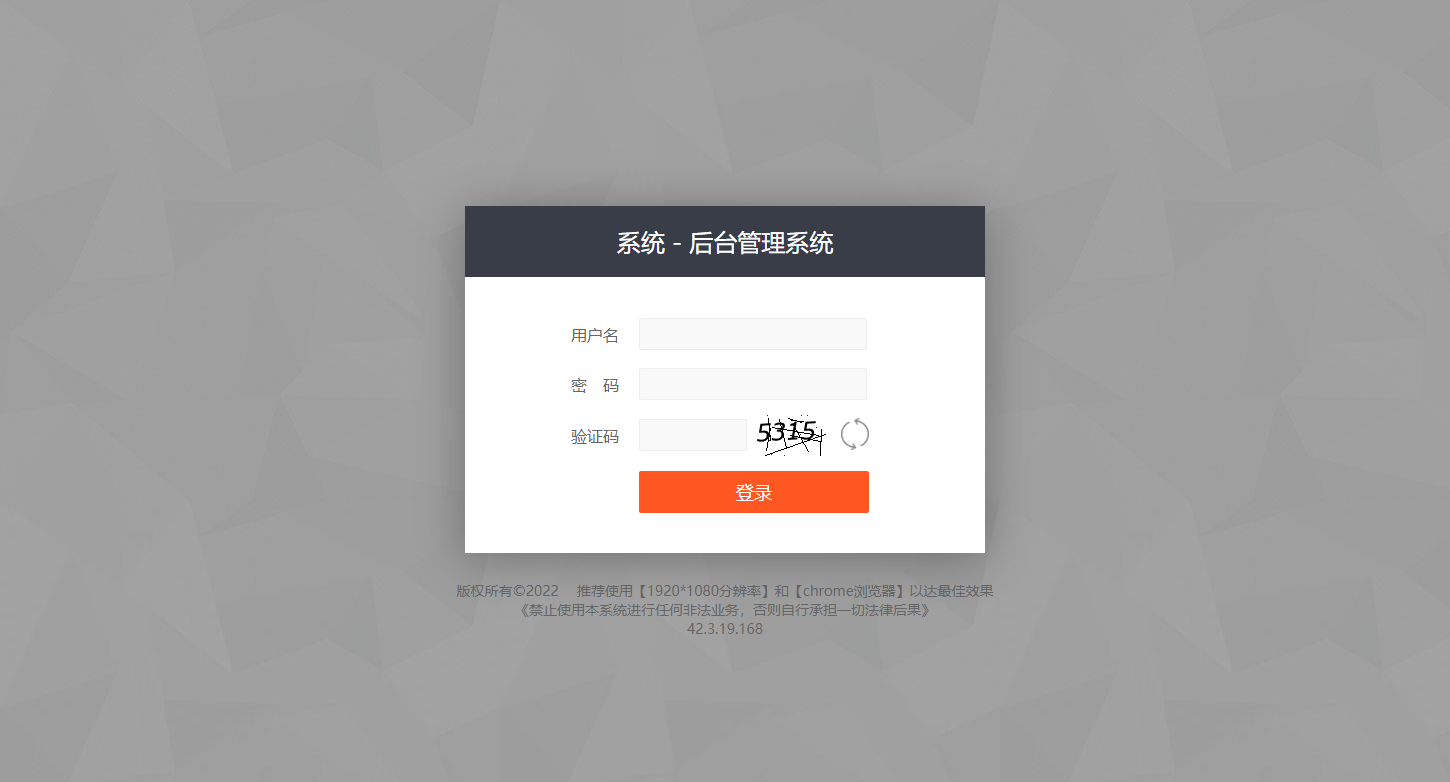 系统 - 后台管理系统
用户名
密 码
验证码 5315
登录
版权所有©2022 推荐使用【1920*1080分辨率】和【chrome浏览器】以达最佳效果
《禁止使用本系统进行任何非法业务，否则自行承担一切法律后果》
42.3.19.168